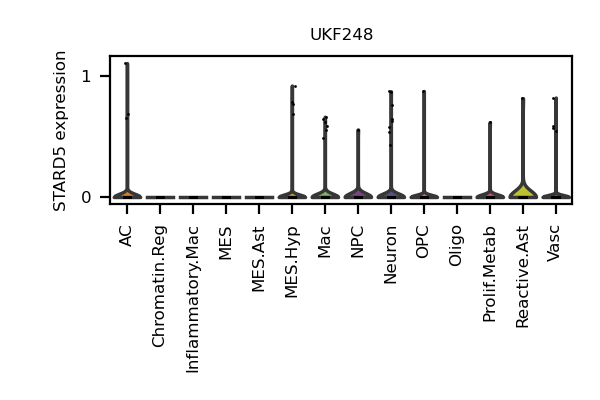 UKF248
STARD5 expression
1
0
AC
Chromatin.Reg
Inflammatory.Mac
MES
MES.Ast
MES.Hyp
Mac
NPC
Neuron
OPC
Oligo
Prolif.Metab
Reactive.Ast
Vasc